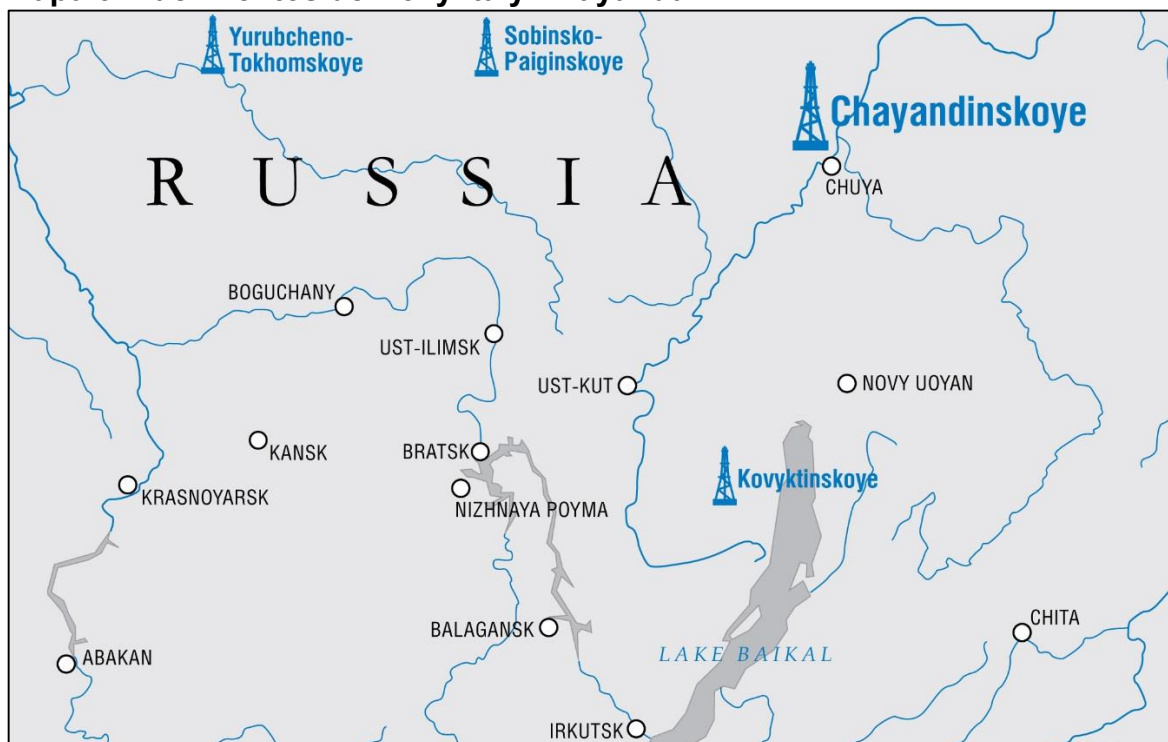 Yurubcheno-
Tokhomskoye
Sobinsko-
Paiginskoye
Chayandinskoye
RUSSIA
CHUYA
BOGUCHANY
UST-ILIMSK
UST-KUT
NOVY UOYAN
KANSK
BRATSK
Kovyktinskoye
KRASNOYARSK
NIZHNAYA POYMA
BALAGANSK
CHITA
ABAKAN
LAKE BAIKAL
IRKUTSK